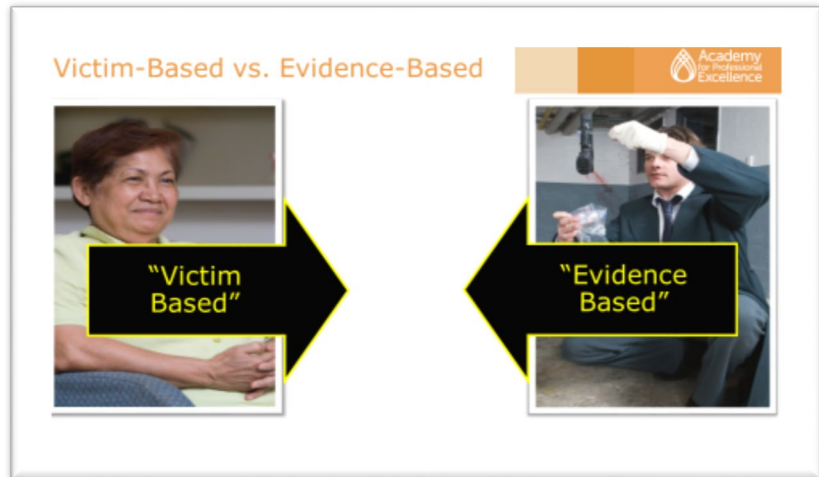 Victim-Based vs. Evidence-Based
Academy
for Professional
Excellence
“Victim
Based”
“Evidence
Based”